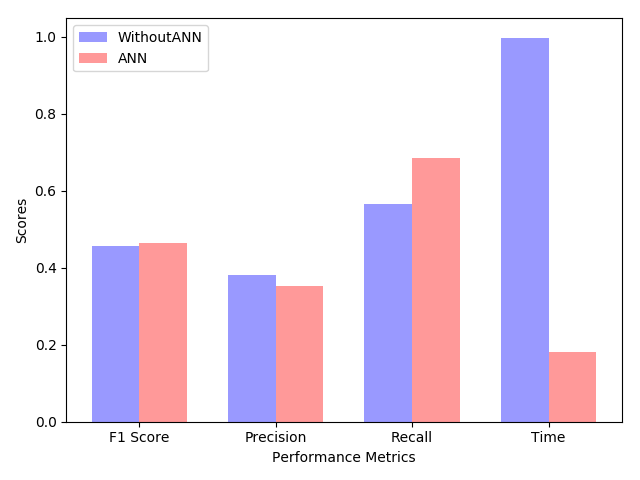 WithoutANN
ANN
1.0
0.8
0.6
0.4
0.2
0.0
Scores
F1 Score Precision Recall Time
Performance Metrics